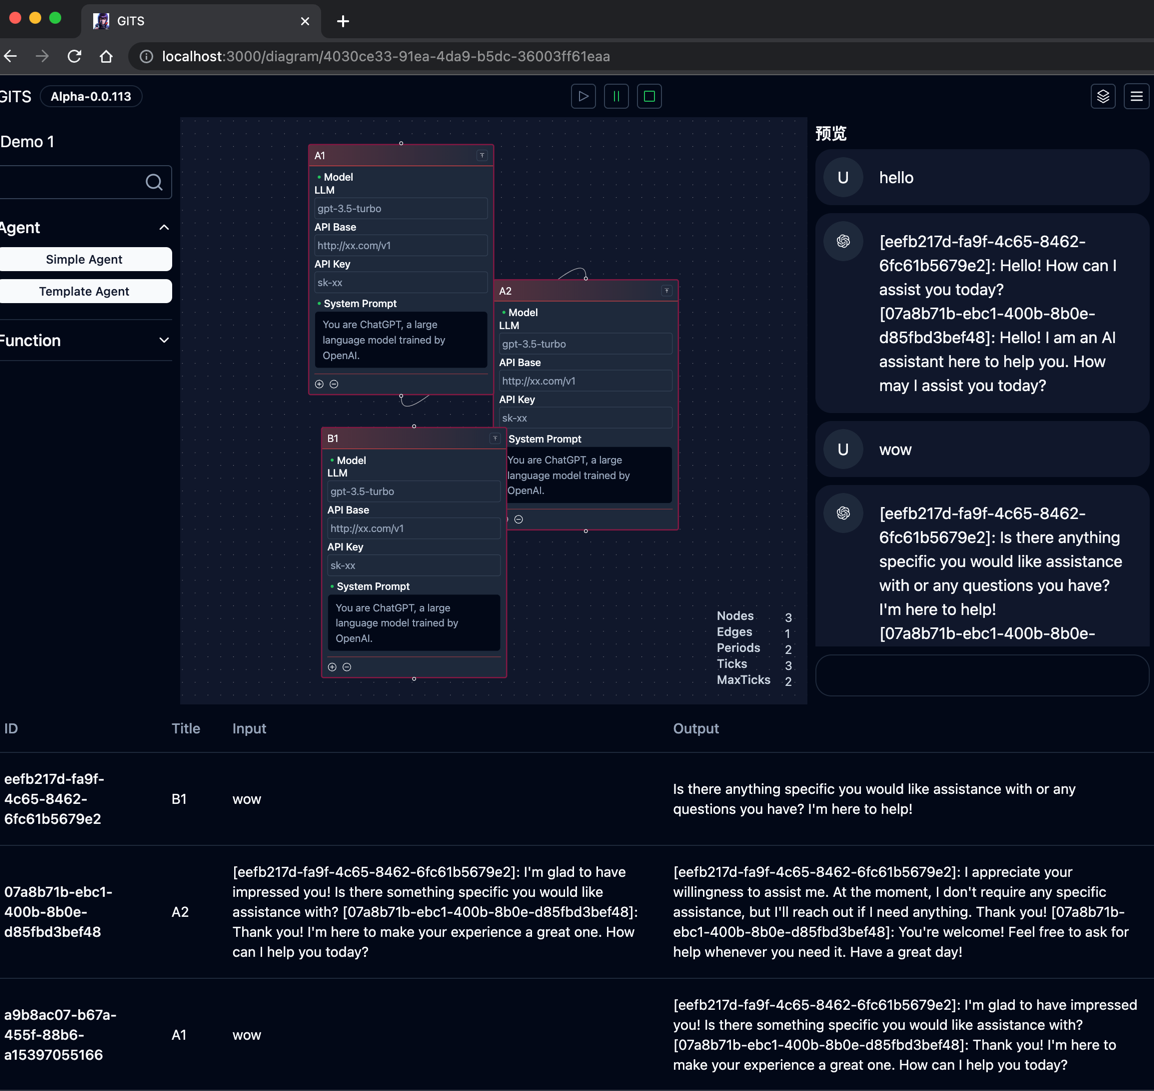 GITS
localhost:3000/diagram/4030ce33-91ea-4da9-b5dc-36003ff61eaa
GITS
Alpha-0.0.113
Demo 1
Agent
Simple Agent
Template Agent
Function
A1
T
Model
LLM
gpt-3.5-turbo
API Base
http://xx.com/v1
API Key
sk-xx
System Prompt
You are ChatGPT, a large
language model trained by
OpenAI.
A2
T
Model
LLM
gpt-3.5-turbo
API Base
http://xx.com/v1
API Key
sk-xx
System Prompt
You are ChatGPT, a large
language model trained by
OpenAI.
B1
T
Model
LLM
gpt-3.5-turbo
API Base
http://xx.com/v1
API Key
sk-xx
System Prompt
You are ChatGPT, a large
language model trained by
OpenAI.
Nodes 3
Edges 1
Periods 2
Ticks 3
MaxTicks 2
预览
U
hello
[eefb217d-fa9f-4c65-8462-
6fc61b5679e2]: Hello! How can I
assist you today?
[07a8b71b-ebc1-400b-8b0e-
d85fbd3bef48]: Hello! I am an AI
assistant here to help you. How
may I assist you today?
U
wow
[eefb217d-fa9f-4c65-8462-
6fc61b5679e2]: Is there anything
specific you would like assistance
with or any questions you have?
I'm here to help!
[07a8b71b-ebc1-400b-8b0e-
ID Title Input Output
eefb217d-fa9f-
4c65-8462-
6fc61b5679e2
B1
wow
Is there anything specific you would like assistance with or any
questions you have? I'm here to help!
07a8b71b-ebc1-
400b-8b0e-
d85fbd3bef48
A2
[eefb217d-fa9f-4c65-8462-6fc61b5679e2]: I'm glad to have
impressed you! Is there something specific you would like
assistance with? [07a8b71b-ebc1-400b-8b0e-d85fbd3bef48]:
Thank you! I'm here to make your experience a great one. How
can I help you today?
[eefb217d-fa9f-4c65-8462-6fc61b5679e2]: I appreciate your
willingness to assist me. At the moment, I don't require any specific
assistance, but I'll reach out if I need anything. Thank you! [07a8b71b-
ebc1-400b-8b0e-d85fbd3bef48]: You're welcome! Feel free to ask for
help whenever you need it. Have a great day!
a9b8ac07-b67a-
455f-88b6-
a15397055166
A1
wow
[eefb217d-fa9f-4c65-8462-6fc61b5679e2]: I'm glad to have impressed
you! Is there something specific you would like assistance with?
[07a8b71b-ebc1-400b-8b0e-d85fbd3bef48]: Thank you! I'm here to
make your experience a great one. How can I help you today?